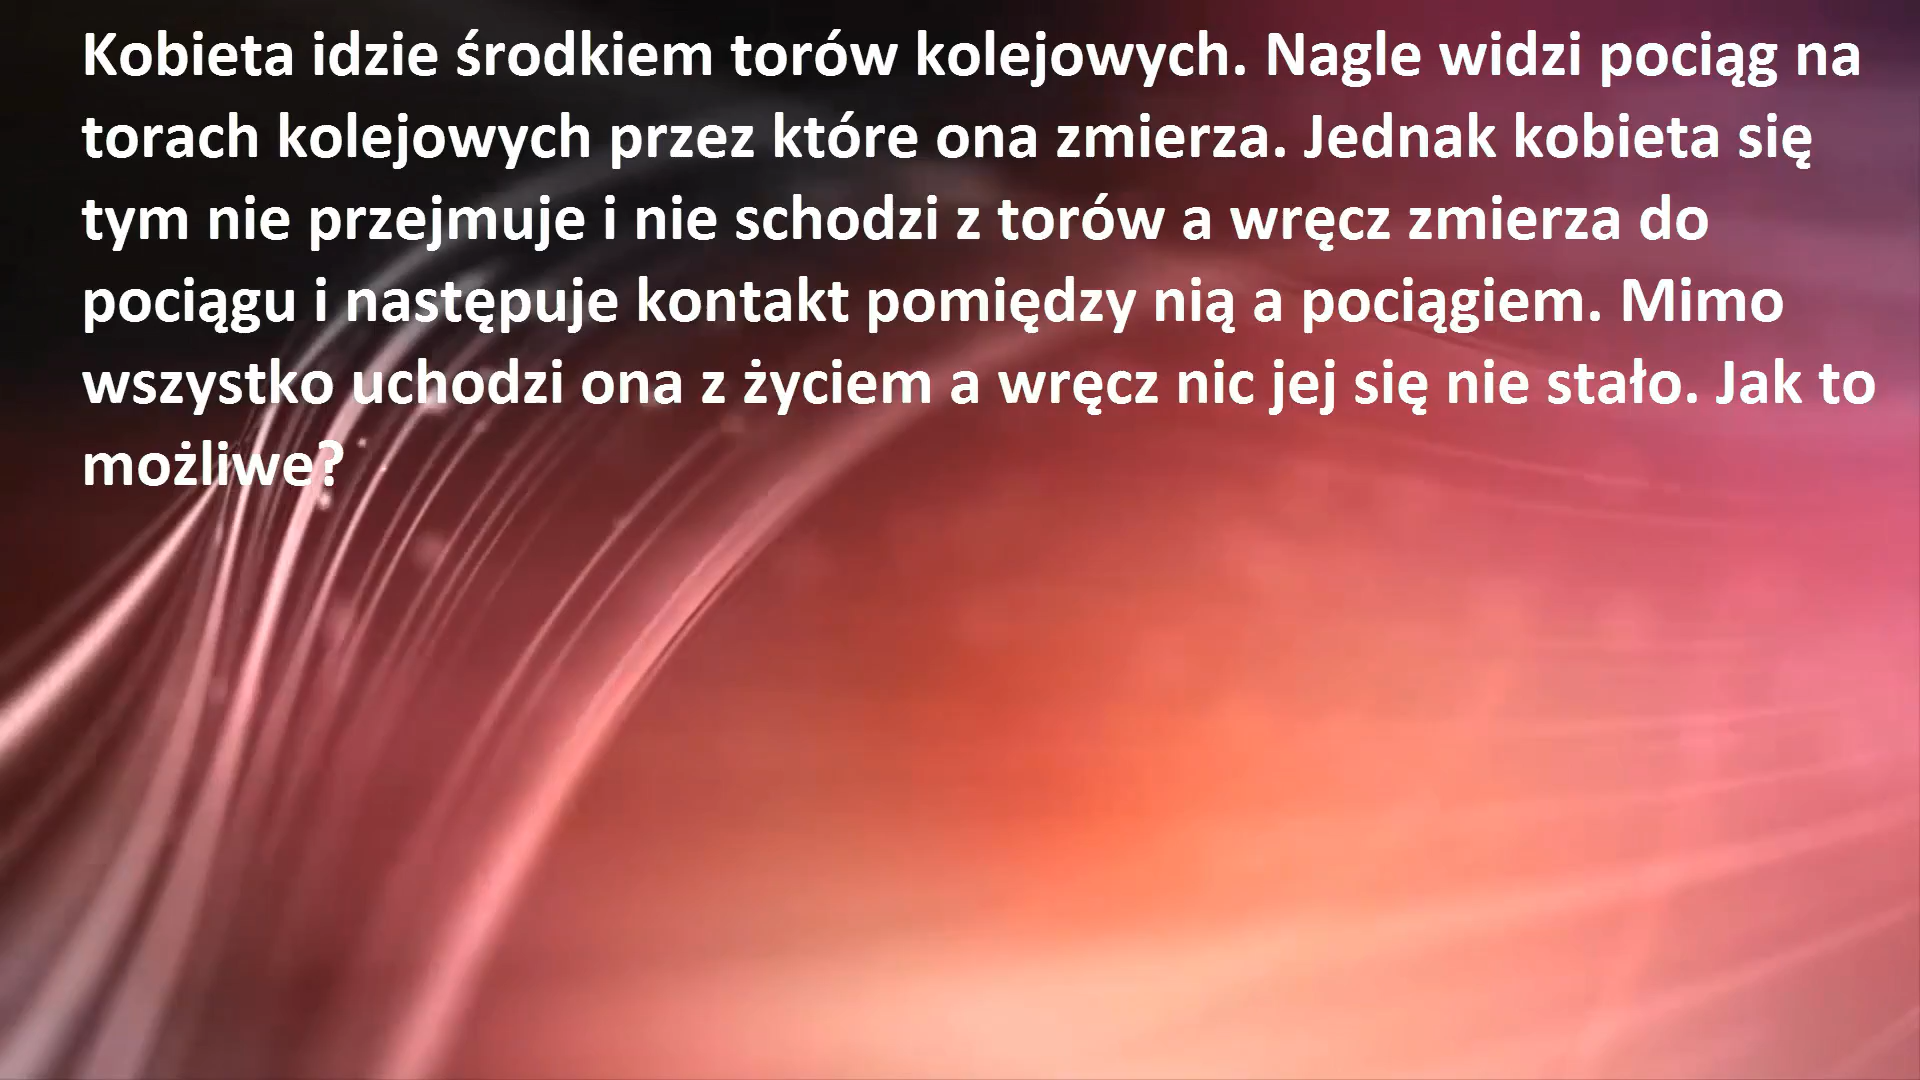 Kobieta idzie środkiem torów kolejowych. Nagle widzi pociąg na
torach kolejowych przez które ona zmierza. Jednak kobieta się
tym nie przejmuje i nie schodzi z torów a wręcz zmierza do
pociągu i następuje kontakt pomiędzy nią a pociągiem. Mimo
wszystko uchodzi ona z życiem a wręcz nic jej się nie stało. Jak to
możliwe?